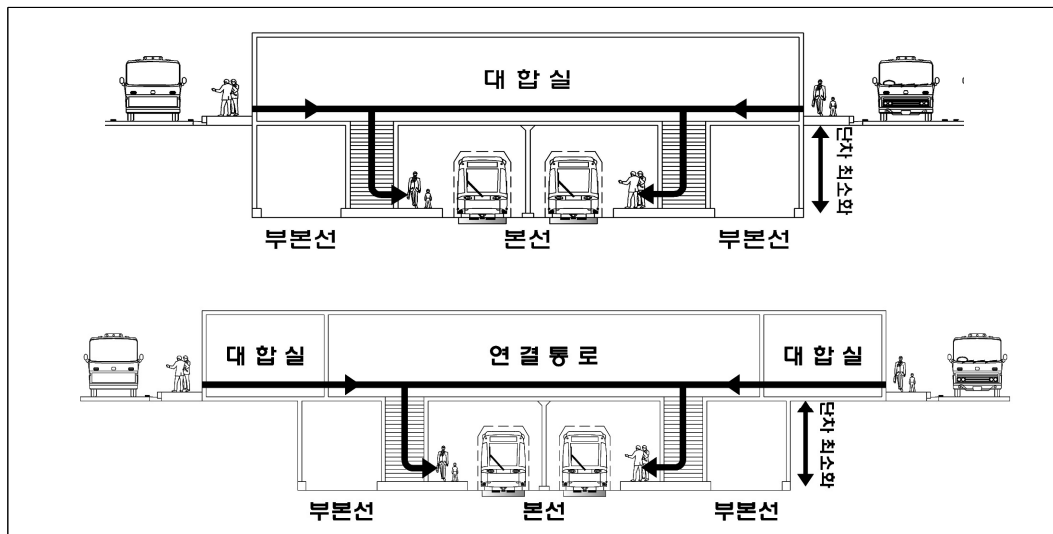 대 합 실
단차 최소화
부본선 본선 부본선
대 합 실 연 결 통 로 대 합 실
단차 최소화
부본선 본선 부본선